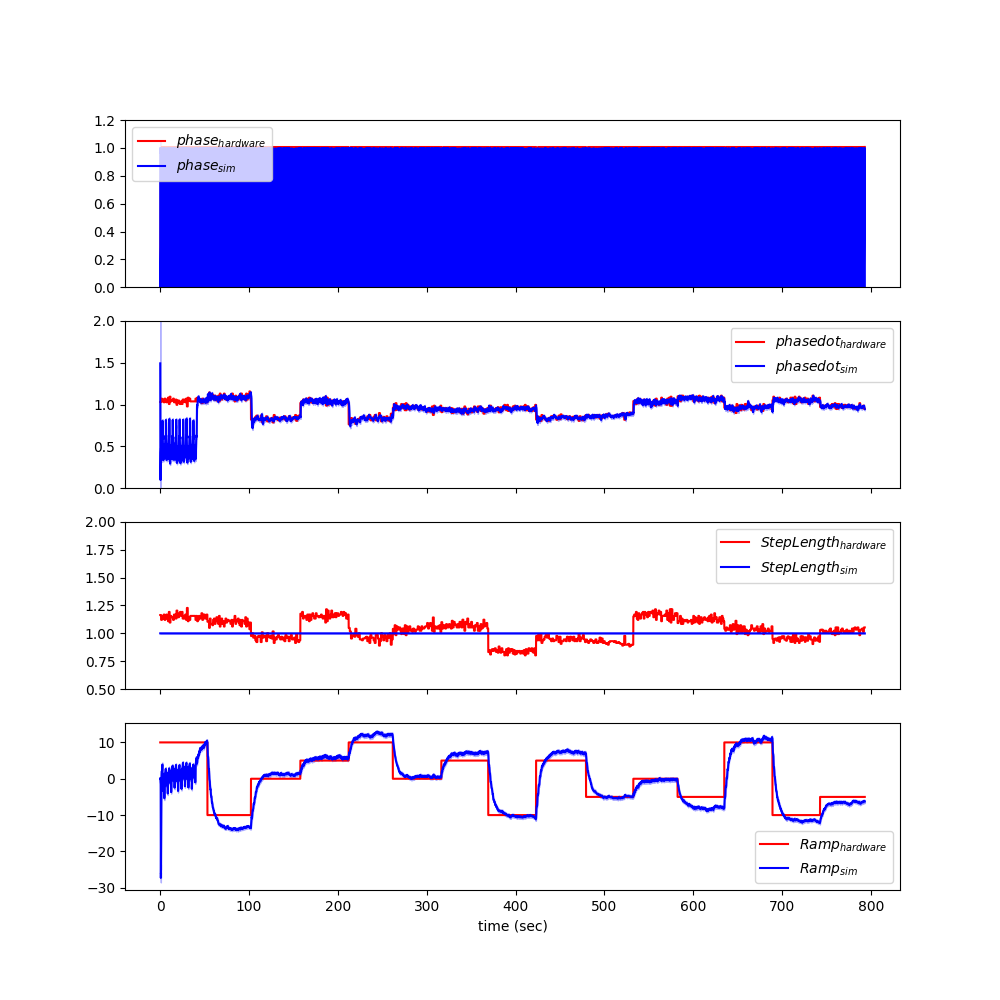 1.2
1.0
0.8
0.6
0.4
0.2
0.0
phase_hardware
phase_sim
2.0
1.5
1.0
0.5
0.0
phasedot_hardware
phasedot_sim
2.00
1.75
1.50
1.25
1.00
0.75
0.50
StepLength_hardware
StepLength_sim
10
0
−10
−20
−30
Ramp_hardware
Ramp_sim
0 100 200 300 400 500 600 700 800
time (sec)